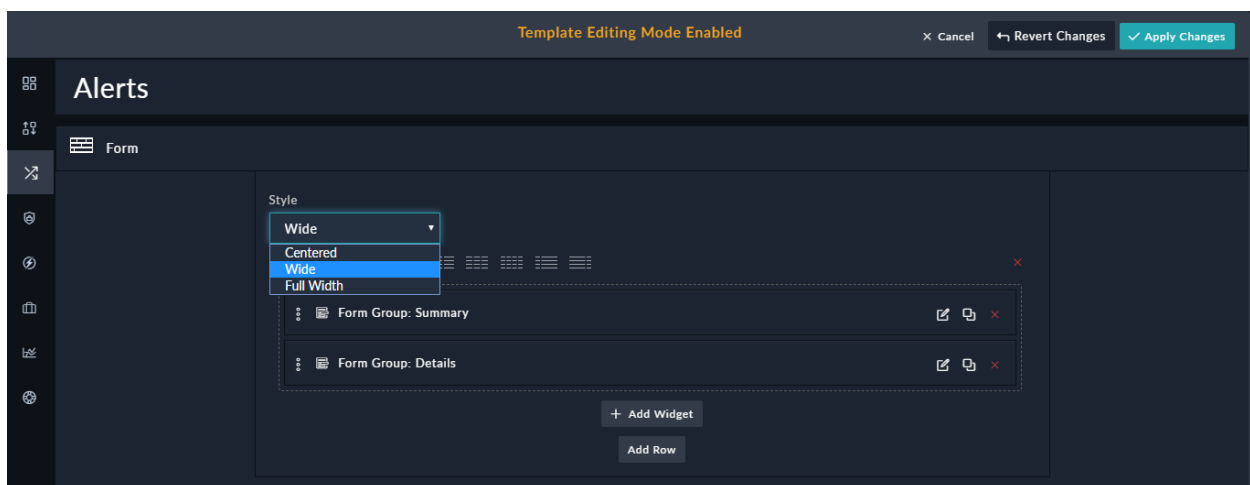 Template Editing Mode Enabled
Cancel
Revert Changes
Apply Changes
Alerts
Form
Style
Wide
Centered
Wide
Full Width
Form Group: Summary
Form Group: Details
+ Add Widget
Add Row